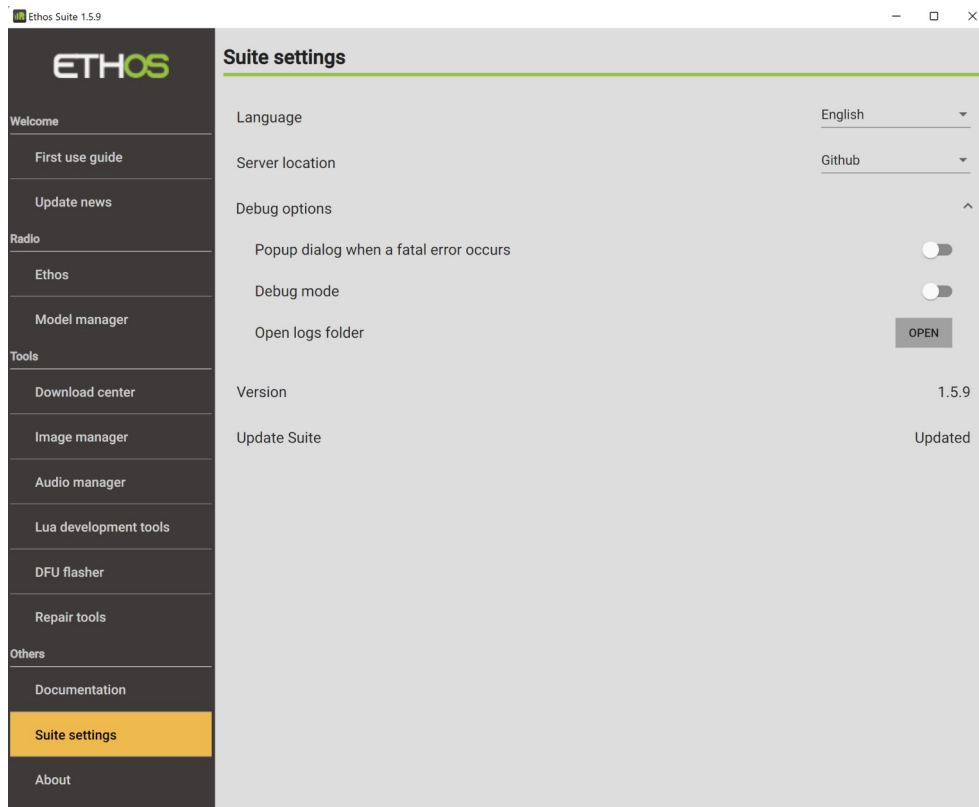 Ethos Suite 1.5.9
ETHOS
Welcome
First use guide
Update news
Radio
Ethos
Model manager
Tools
Download center
Image manager
Audio manager
Lua development tools
DFU flasher
Repair tools
Others
Documentation
Suite settings
About
Suite settings
Language English
Server location Github
Debug options
Popup dialog when a fatal error occurs
Debug mode
Open logs folder OPEN
Version 1.5.9
Update Suite Updated